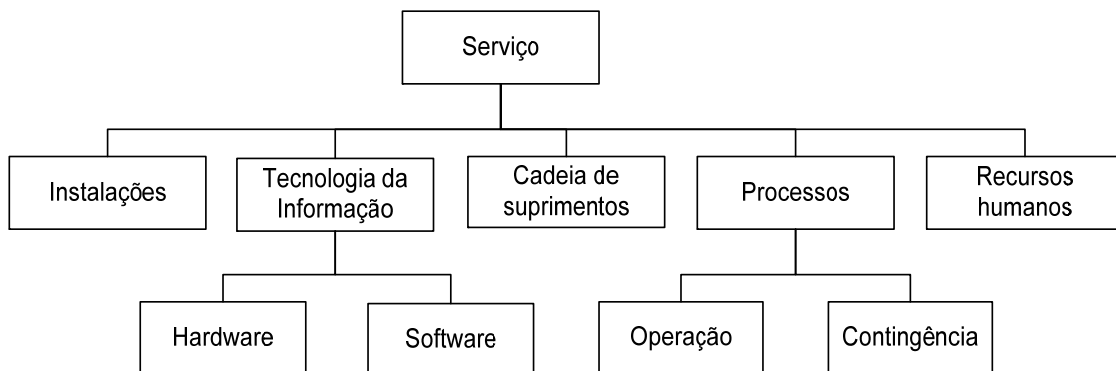 Serviço
Instalações
Tecnologia da
Informação
Cadeia de
suprimentos
Processos
Recursos
humanos
Hardware
Software
Operação
Contingência